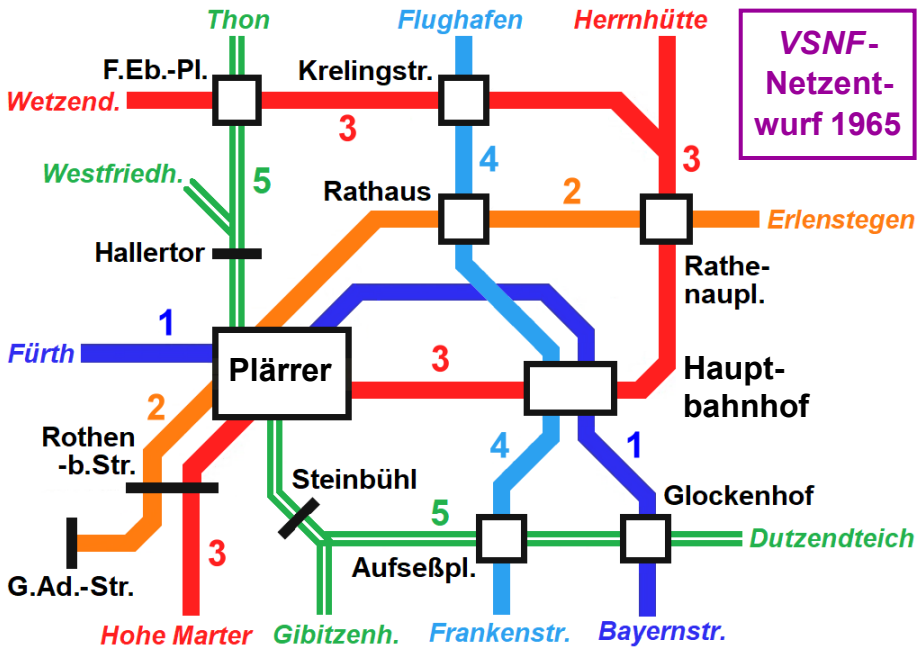 Thon
Flughafen
Herrnhütte
VSNF-
Netzent-
wurf 1965
F.Eb.-Pl.
Krelingstr.
Wetzend.
3
4
3
Westfriedh.
5
Rathaus
2
Erlenstegen
Hallertor
Rathe-
naupl.
1
Fürth
Plärrer
3
Haupt-
bahnhof
2
Rothen
-b.Str.
4
1
Steinbühl
Glockenhof
5
Dutzendteich
3
Aufseßpl.
G.Ad.-Str.
Hohe Marter
Gibitzenh.
Frankenstr.
Bayernstr.